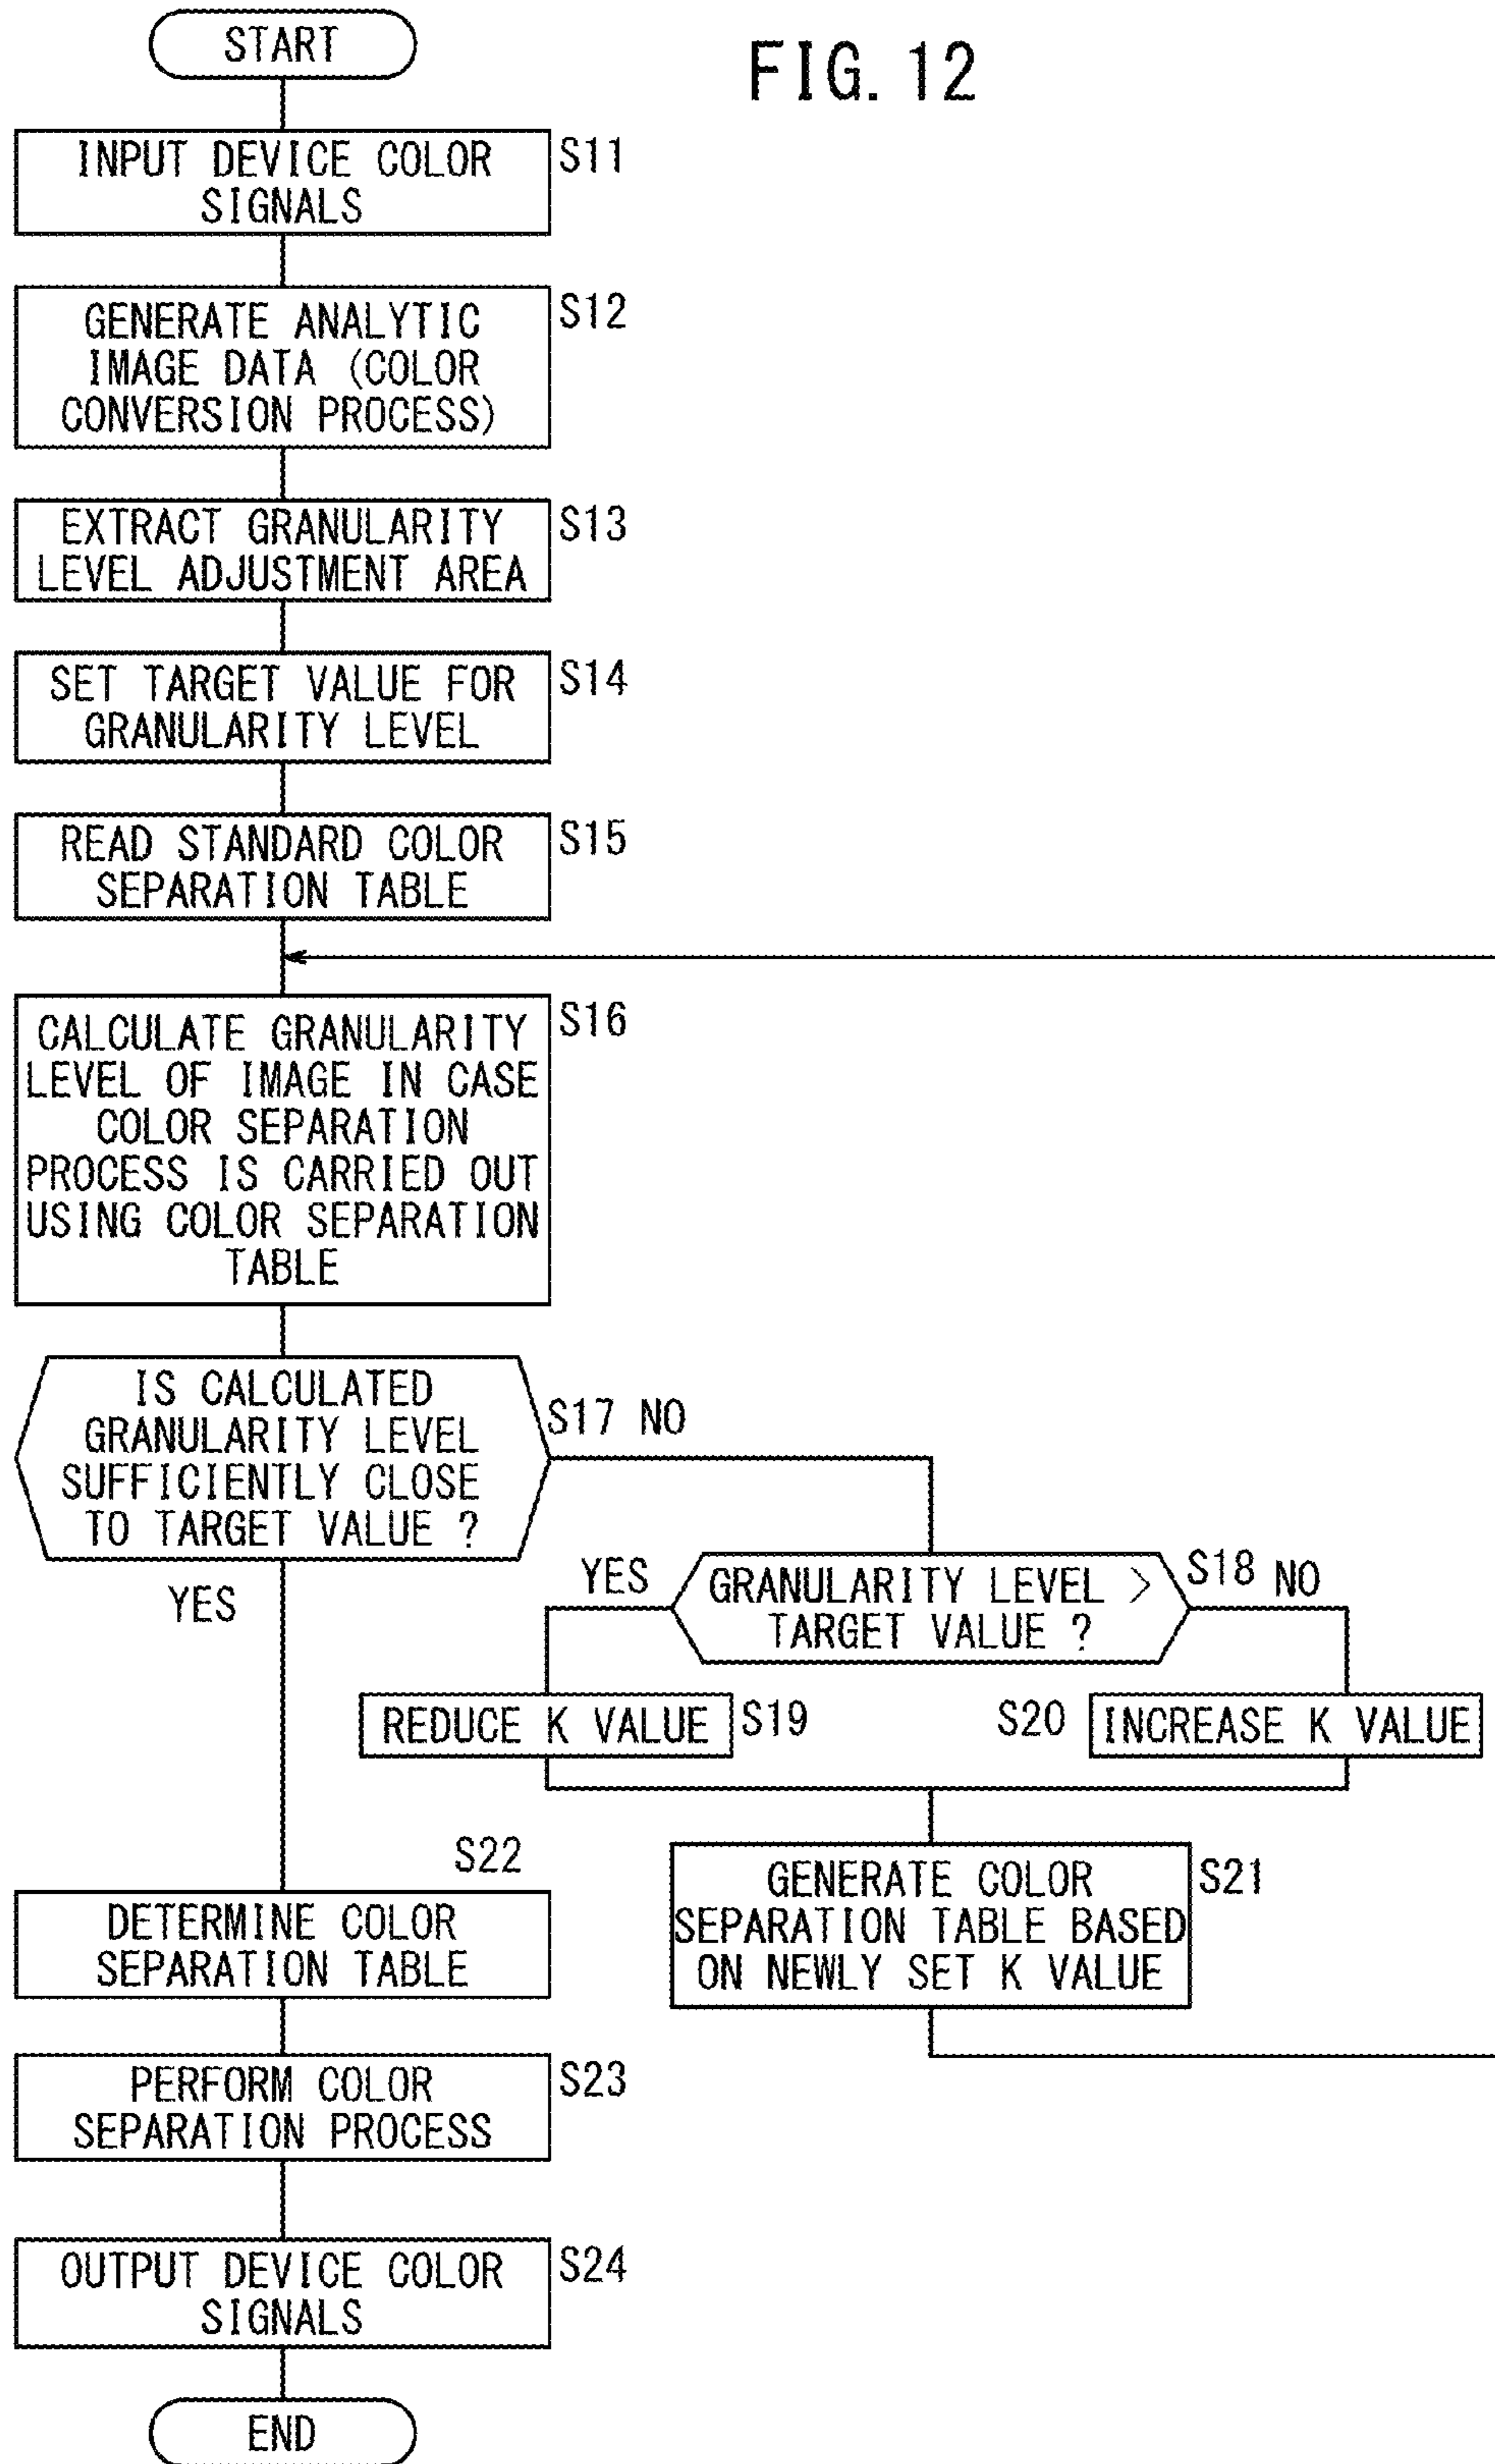 FIG. 12
START
INPUT DEVICE COLOR
SIGNALS
S11
GENERATE ANALYTIC
IMAGE DATA (COLOR
CONVERSION PROCESS)
S12
EXTRACT GRANULARITY
LEVEL ADJUSTMENT AREA
S13
SET TARGET VALUE FOR
GRANULARITY LEVEL
S14
READ STANDARD COLOR
SEPARATION TABLE
S15
CALCULATE GRANULARITY
LEVEL OF IMAGE IN CASE
COLOR SEPARATION
PROCESS IS CARRIED OUT
USING COLOR SEPARATION
TABLE
S16
IS CALCULATED
GRANULARITY LEVEL
SUFFICIENTLY CLOSE
TO TARGET VALUE ?
S17 NO
YES
YES
GRANULARITY LEVEL >
TARGET VALUE ?
S18 NO
REDUCE K VALUE
S19
S20
INCREASE K VALUE
GENERATE COLOR
SEPARATION TABLE BASED
ON NEWLY SET K VALUE
S21
S22
DETERMINE COLOR
SEPARATION TABLE
PERFORM COLOR
SEPARATION PROCESS
S23
OUTPUT DEVICE COLOR
SIGNALS
S24
END